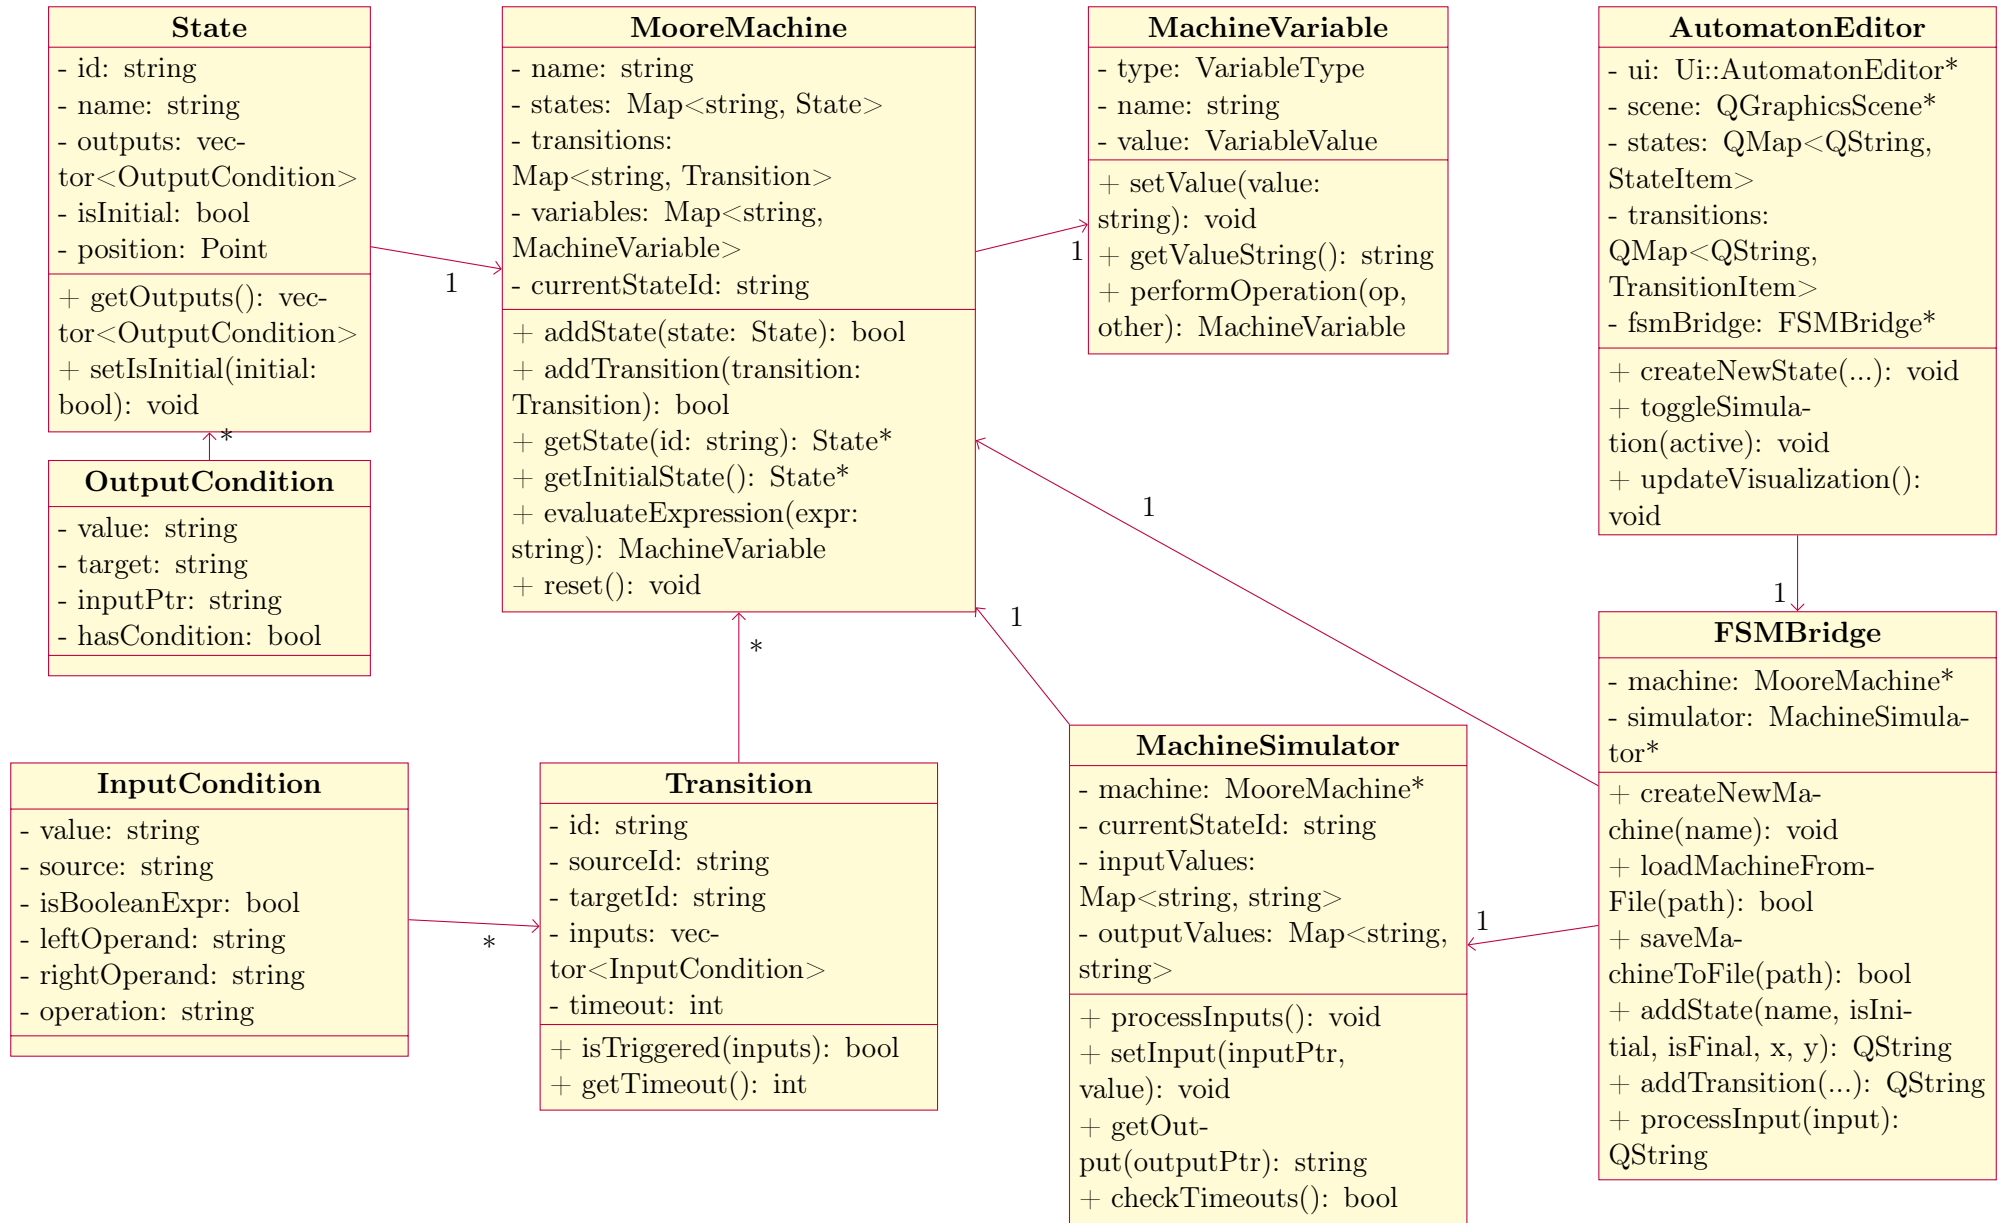 State
- id: string
- name: string
- outputs: vec-
tor<OutputCondition>
- isInitial: bool
- position: Point
+ getOutputs(): vec-
tor<OutputCondition>
+ setIsInitial(initial:
bool): void
1
*
OutputCondition
- value: string
- target: string
- inputPtr: string
- hasCondition: bool
MooreMachine
- name: string
- states: Map<string, State>
- transitions:
Map<string, Transition>
- variables: Map<string,
MachineVariable>
- currentStateId: string
+ addState(state: State): bool
+ addTransition(transition:
Transition): bool
+ getState(id: string): State*
+ getInitialState(): State*
+ evaluateExpression(expr:
string): MachineVariable
+ reset(): void
1
MachineVariable
- type: VariableType
- name: string
- value: VariableValue
+ setValue(value:
string): void
+ getValueString(): string
+ performOperation(op,
other): MachineVariable
AutomatonEditor
- ui: Ui::AutomatonEditor*
- scene: QGraphicsScene*
- states: QMap<QString,
StateItem>
- transitions:
QMap<QString,
TransitionItem>
- fsmBridge: FSMBridge*
+ createNewState(...): void
+ toggleSimula-
tion(active): void
+ updateVisualization():
void
1
1
1
*
InputCondition
- value: string
- source: string
- isBooleanExpr: bool
- leftOperand: string
- rightOperand: string
- operation: string
*
Transition
- id: string
- sourceId: string
- targetId: string
- inputs: vec-
tor<InputCondition>
- timeout: int
+ isTriggered(inputs): bool
+ getTimeout(): int
MachineSimulator
- machine: MooreMachine*
- currentStateId: string
- inputValues:
Map<string, string>
- outputValues: Map<string,
string>
+ processInputs(): void
+ setInput(inputPtr,
value): void
+ getOut-
put(outputPtr): string
+ checkTimeouts(): bool
1
FSMBridge
- machine: MooreMachine*
- simulator: MachineSimula-
tor*
+ createNewMa-
chine(name): void
+ loadMachineFrom-
File(path): bool
+ saveMa-
chineToFile(path): bool
+ addState(name, isIni-
tial, isFinal, x, y): QString
+ addTransition(...): QString
+ processInput(input):
QString